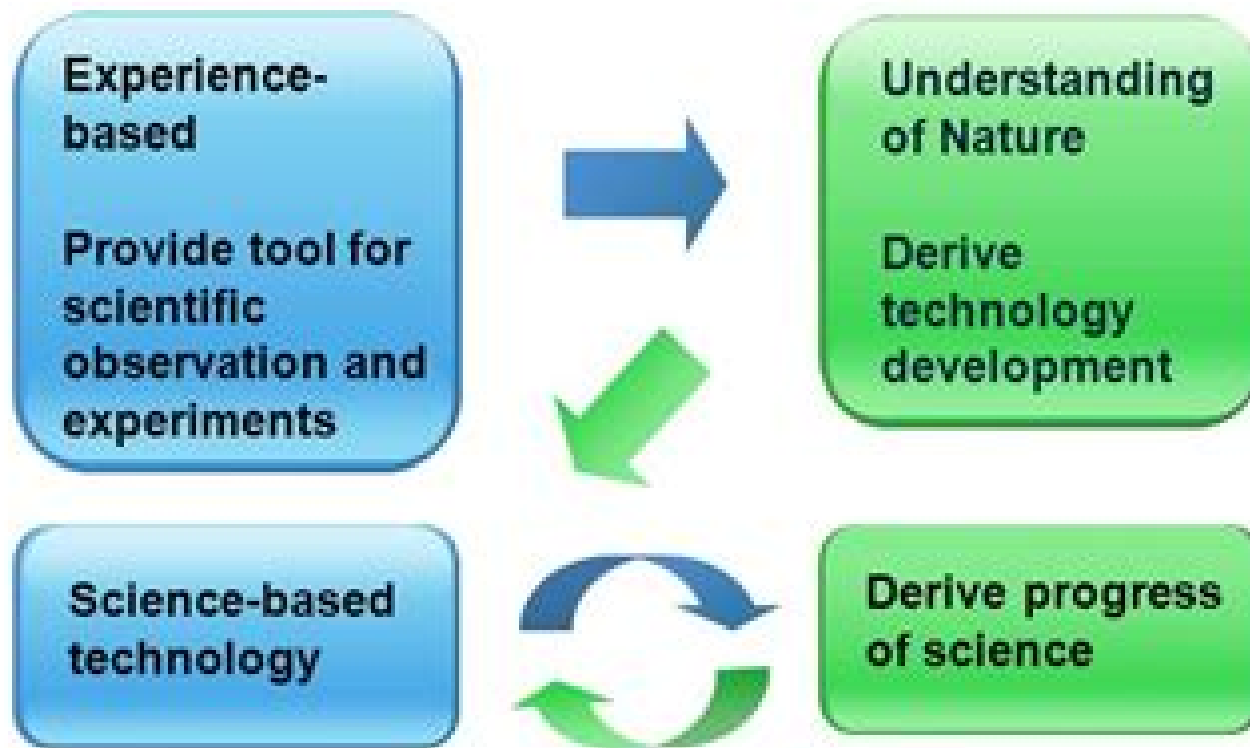 Experience-
based
Provide tool for
scientific
observation and
experiments
Understanding
of Nature
Derive
technology
development
Science-based
technology
Derive progress
of science